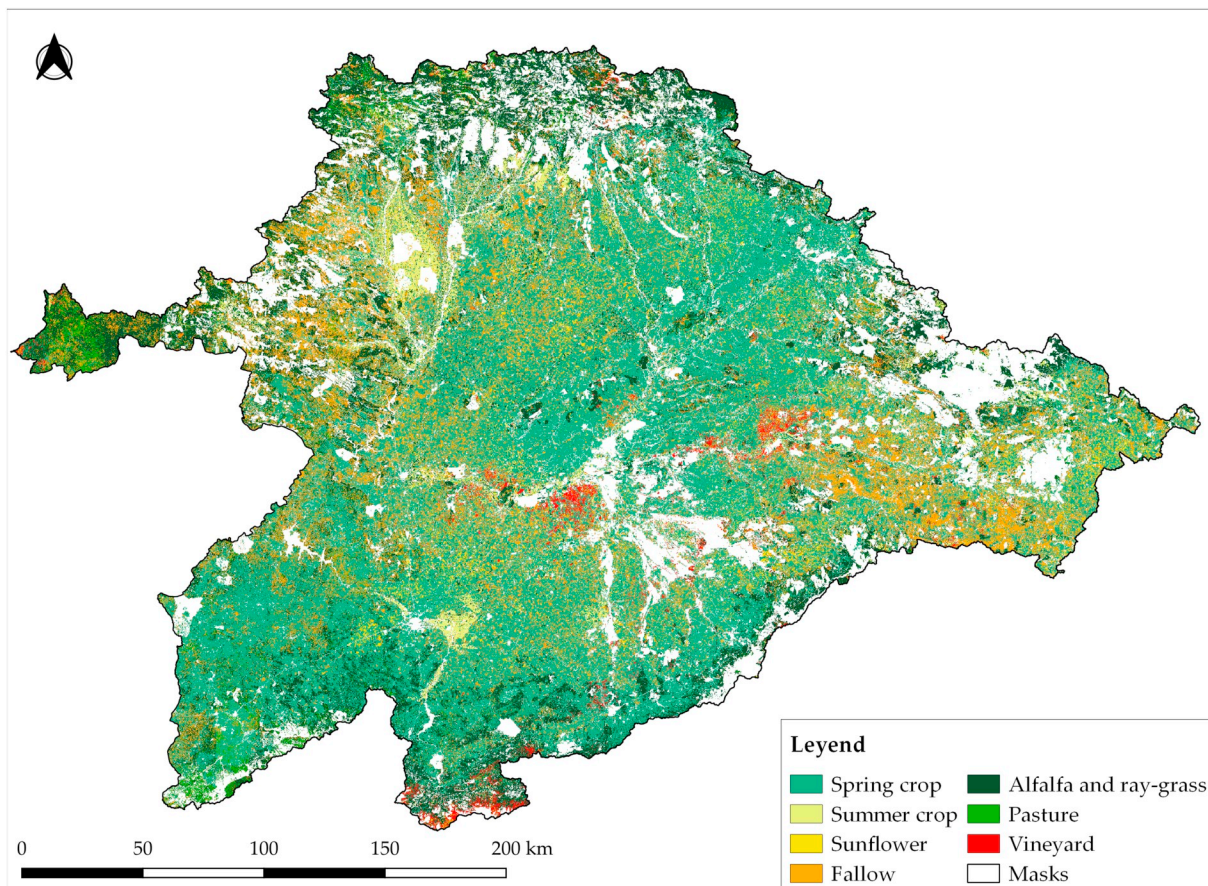 Leyend
Spring crop
Alfalfa and ray-grass
Summer crop
Pasture
Sunflower
Vineyard
Fallow
Masks
0 50 100 150 200 km